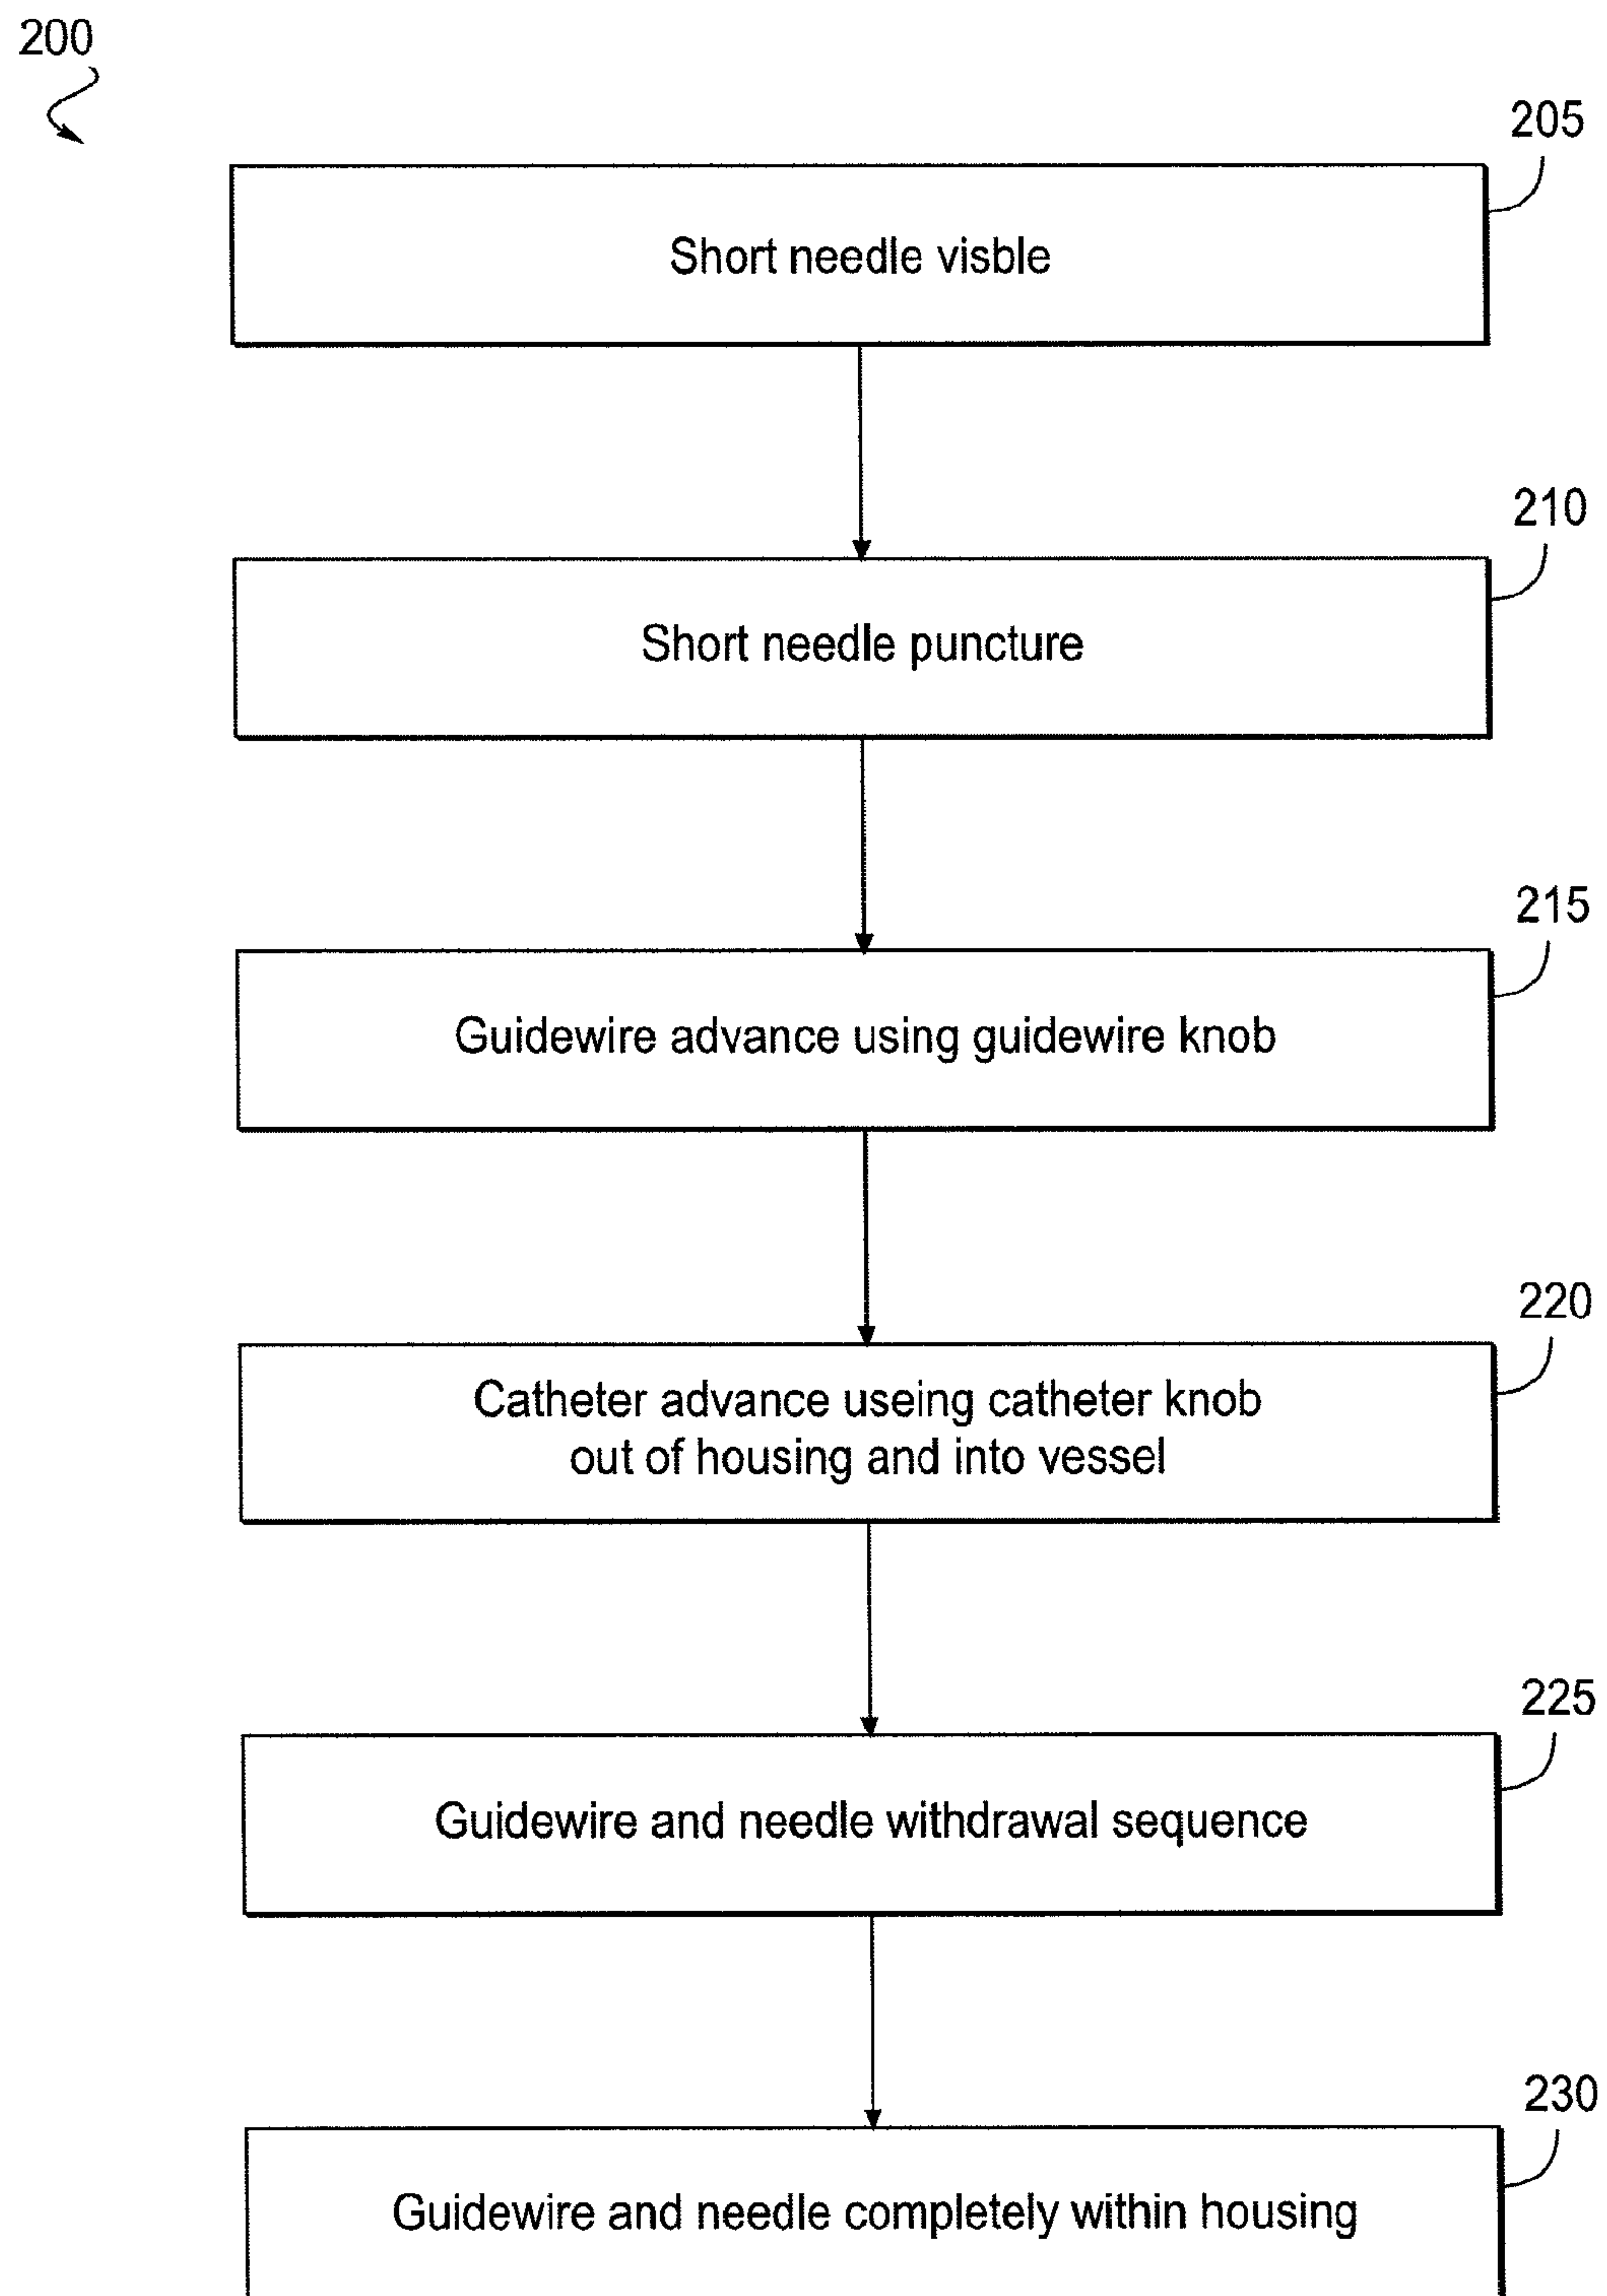 200
205
Short needle visble
210
Short needle puncture
215
Guidewire advance using guidewire knob
220
Catheter advance useing catheter knob
out of housing and into vessel
225
Guidewire and needle withdrawal sequence
230
Guidewire and needle completely within housing